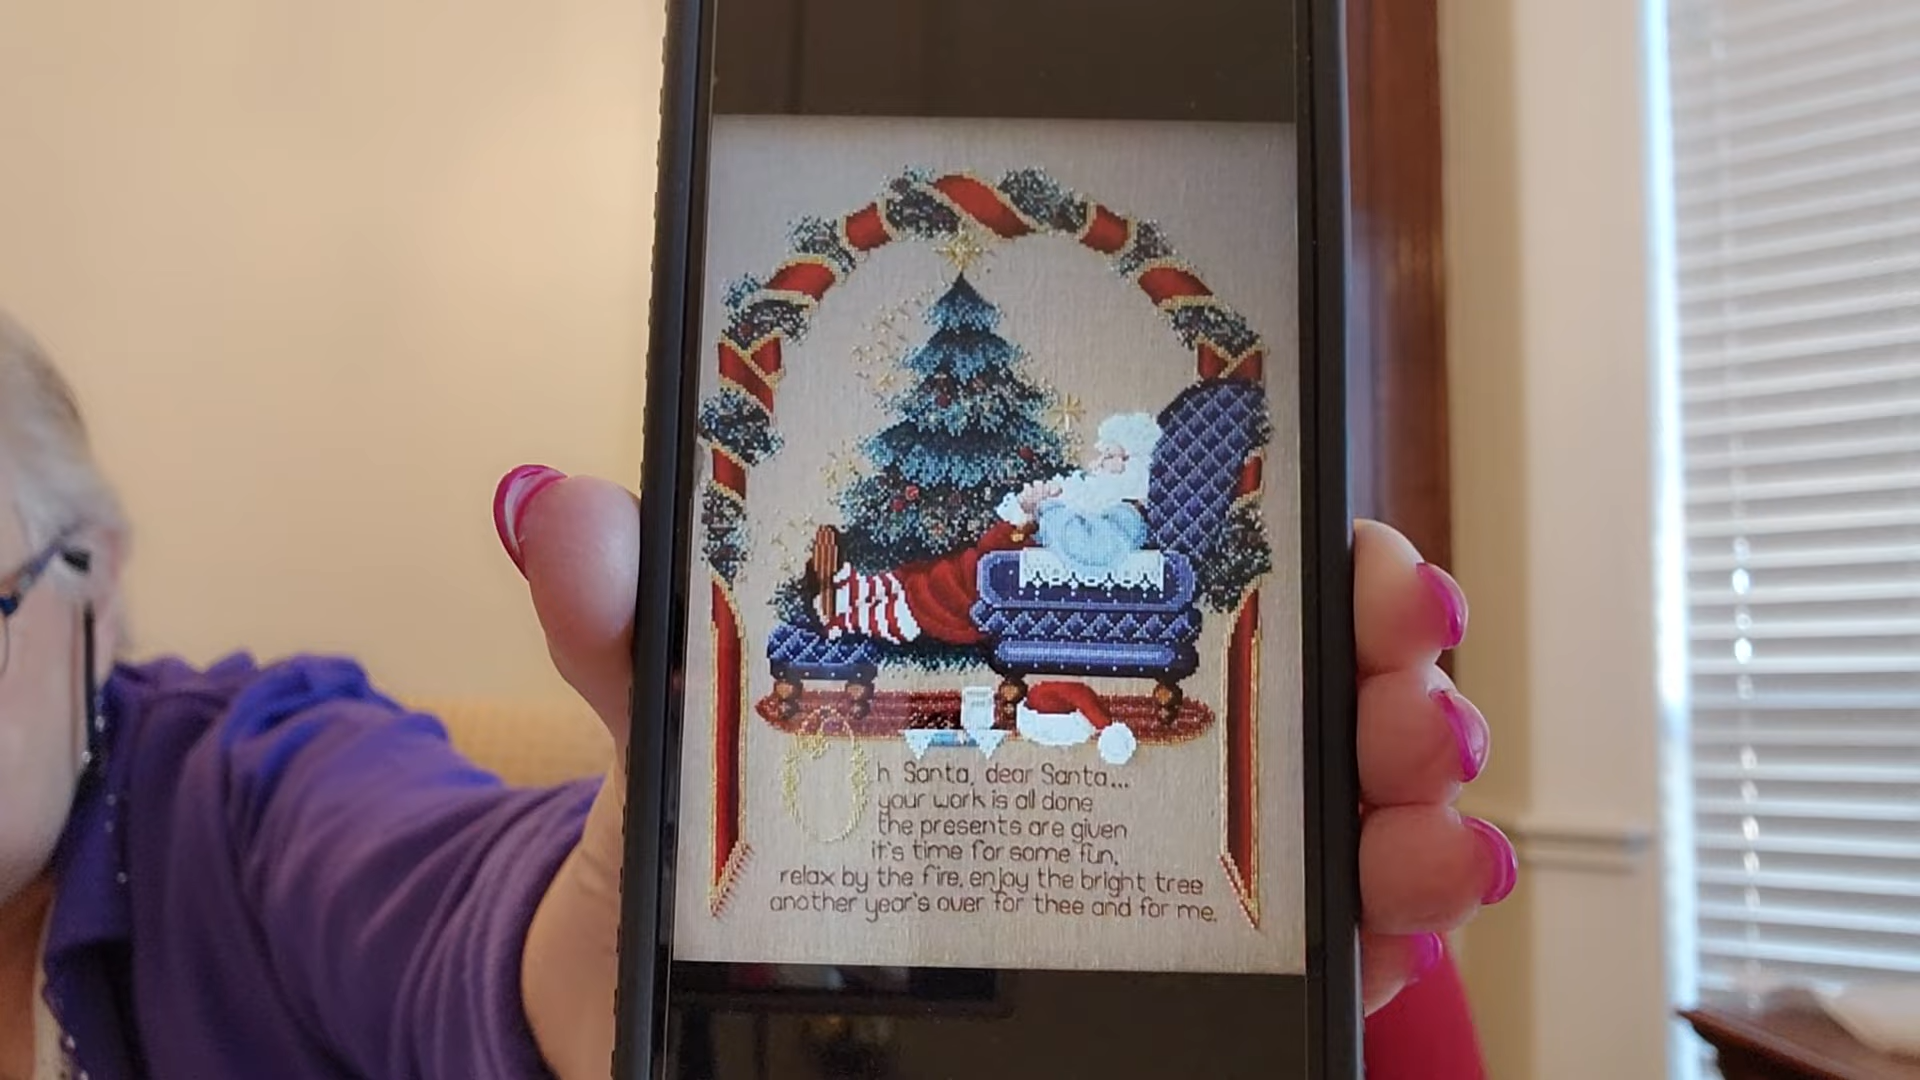 Oh Santa, dear Santa...
your work is all done
the presents are given
it's time for some fun,
relax by the fire, enjoy the bright tree
another year's over for thee and for me.